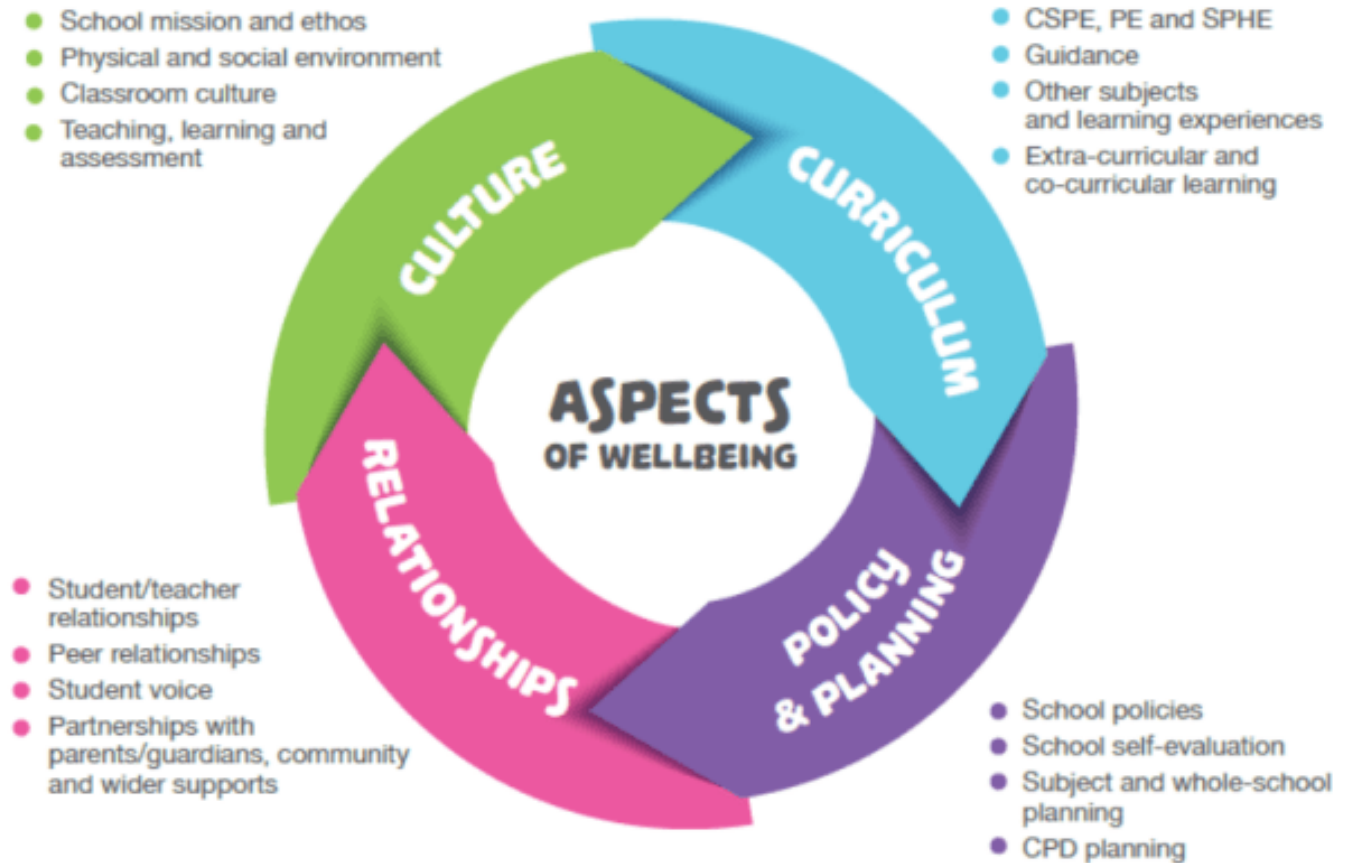 School mission and ethos
Physical and social environment
Classroom culture
Teaching, learning and
assessment
CSPE, PE and SPHE
Guidance
Other subjects
and learning experiences
Extra-curricular and
co-curricular learning
CULTURE
CURRICULUM
ASPECTS
OF WELLBEING
RELATIONSHIPS
POLICY
& PLANNING
Student/teacher
relationships
Peer relationships
Student voice
Partnerships with
parents/guardians, community
and wider supports
School policies
School self-evaluation
Subject and whole-school
planning
CPD planning